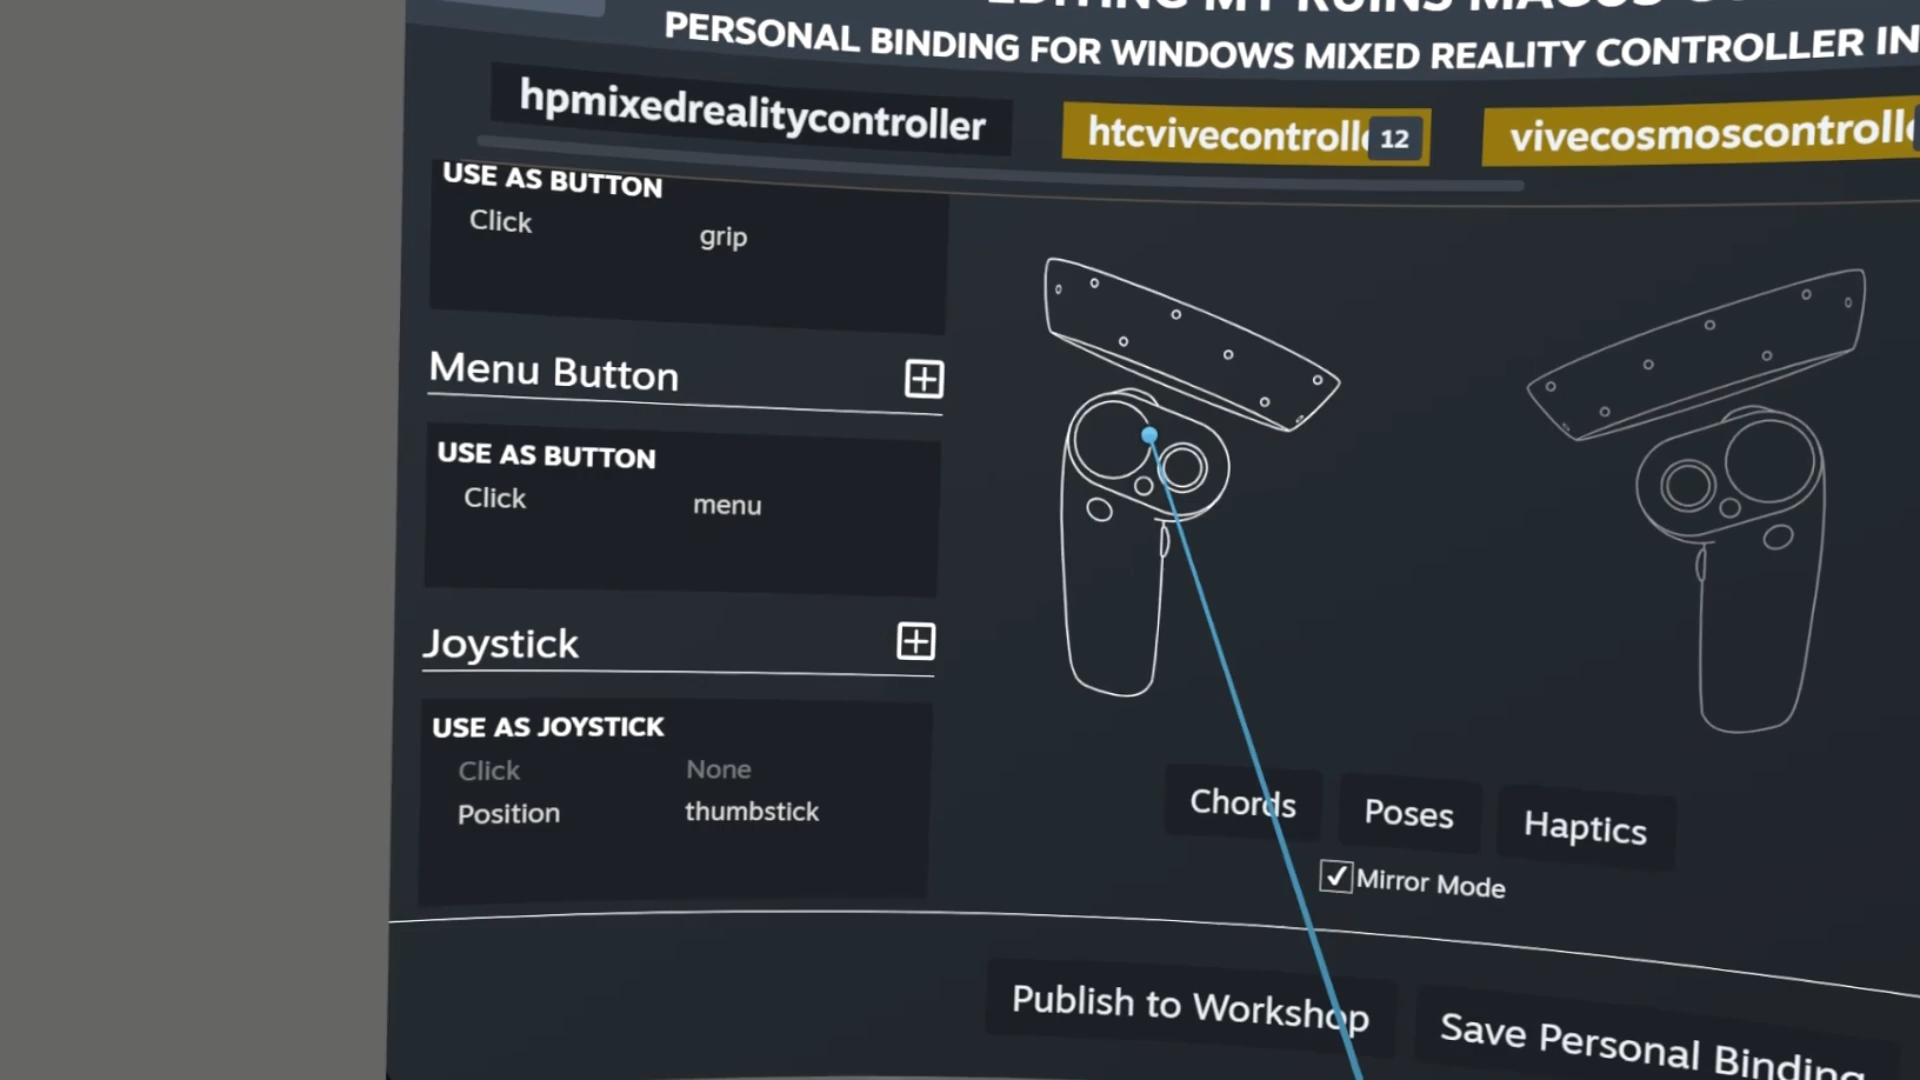 PERSONAL BINDING FOR WINDOWS MIXED REALITY CONTROLLER IN
hpmixedrealitycontroller
htcvivecontroll
12
vivecosmoscontroll
USE AS BUTTON
Click grip
Menu Button
USE AS BUTTON
Click menu
Joystick
USE AS JOYSTICK
Click None
Position thumbstick
Chords
Poses
Haptics
Mirror Mode
Publish to Workshop
Save Personal Binding